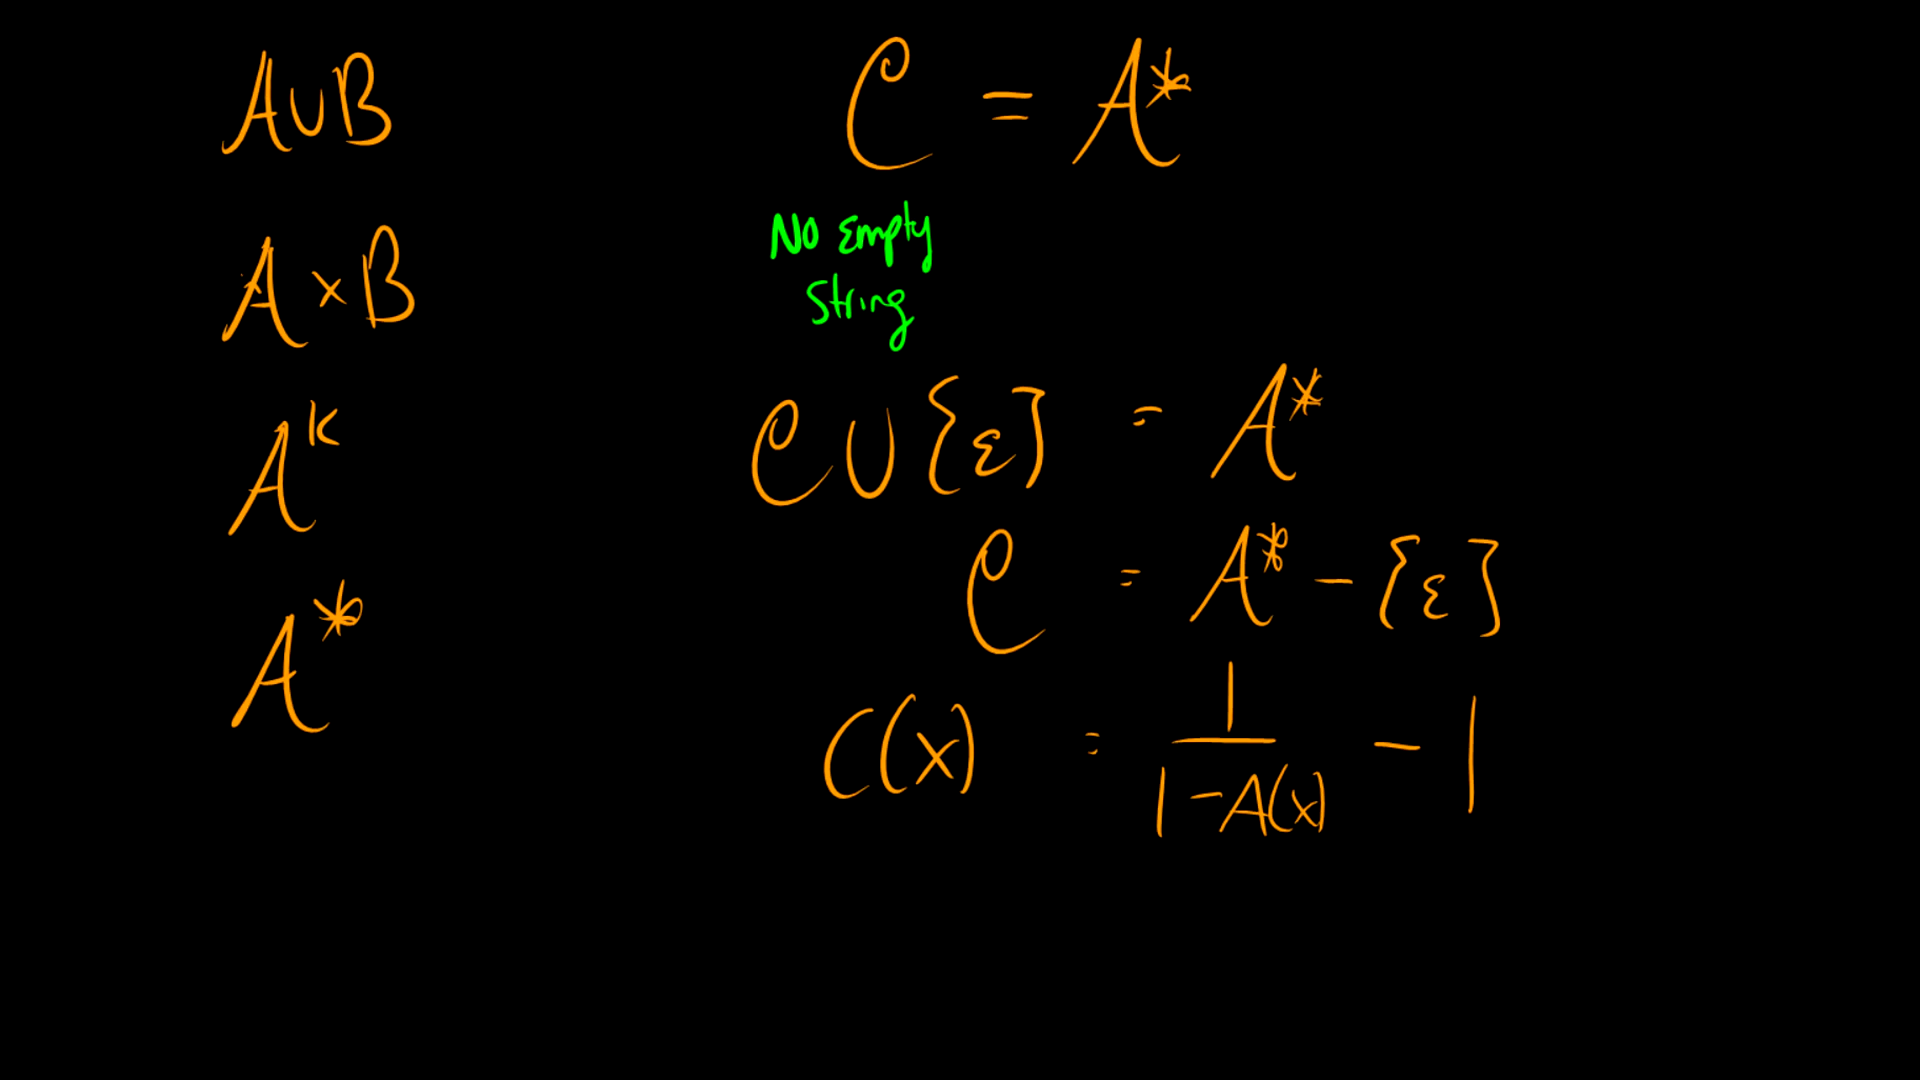 A∪B
A×B
A^K
A^*
C = A^*
No Empty
String
C∪{ε} = A^*
C = A^* - {ε}
C(x) = 1/(1-A(x)) - 1